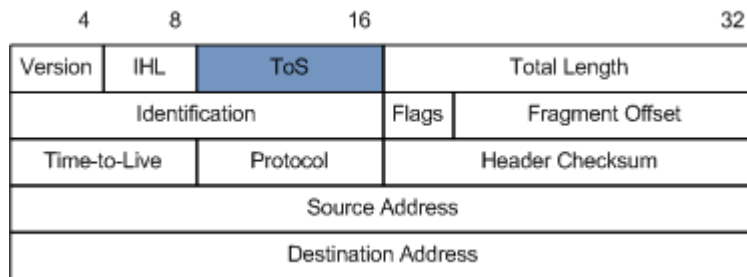 4 8 16 32
Version IHL ToS Total Length
Identification Flags Fragment Offset
Time-to-Live Protocol Header Checksum
Source Address
Destination Address